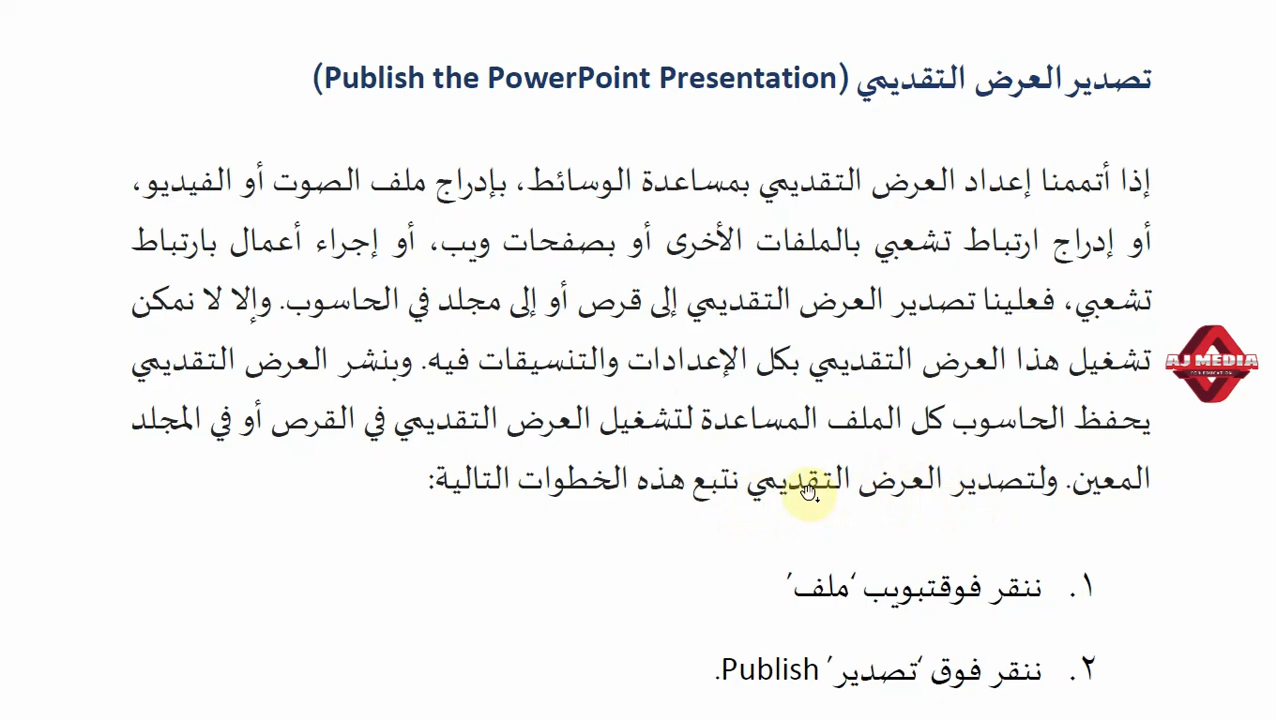 تصدير العرض التقديمي (Publish the PowerPoint Presentation)
إذا أتممنا إعداد العرض التقديمي بمساعدة الوسائط، بإدراج ملف الصوت أو الفيديو،
أو إدراج ارتباط تشعبي بالملفات الأخرى أو بصفحات ويب، أو إجراء أعمال بارتباط
تشعبي، فعلينا تصدير العرض التقديمي إلى قرص أو إلى مجلد في الحاسوب. وإلا لا نمكن
تشغيل هذا العرض التقديمي بكل الإعدادات والتنسيقات فيه. وبنشر العرض التقديمي
يحفظ الحاسوب كل الملف المساعدة لتشغيل العرض التقديمي في القرص أو في المجلد
المعين. ولتصدير العرض التقديمي نتبع هذه الخطوات التالية:
AJ MEDIA
FOR EDUCATION
١. ننقر فوقتبويب ‘ملف’
٢. ننقر فوق ‘تصدير’ Publish.